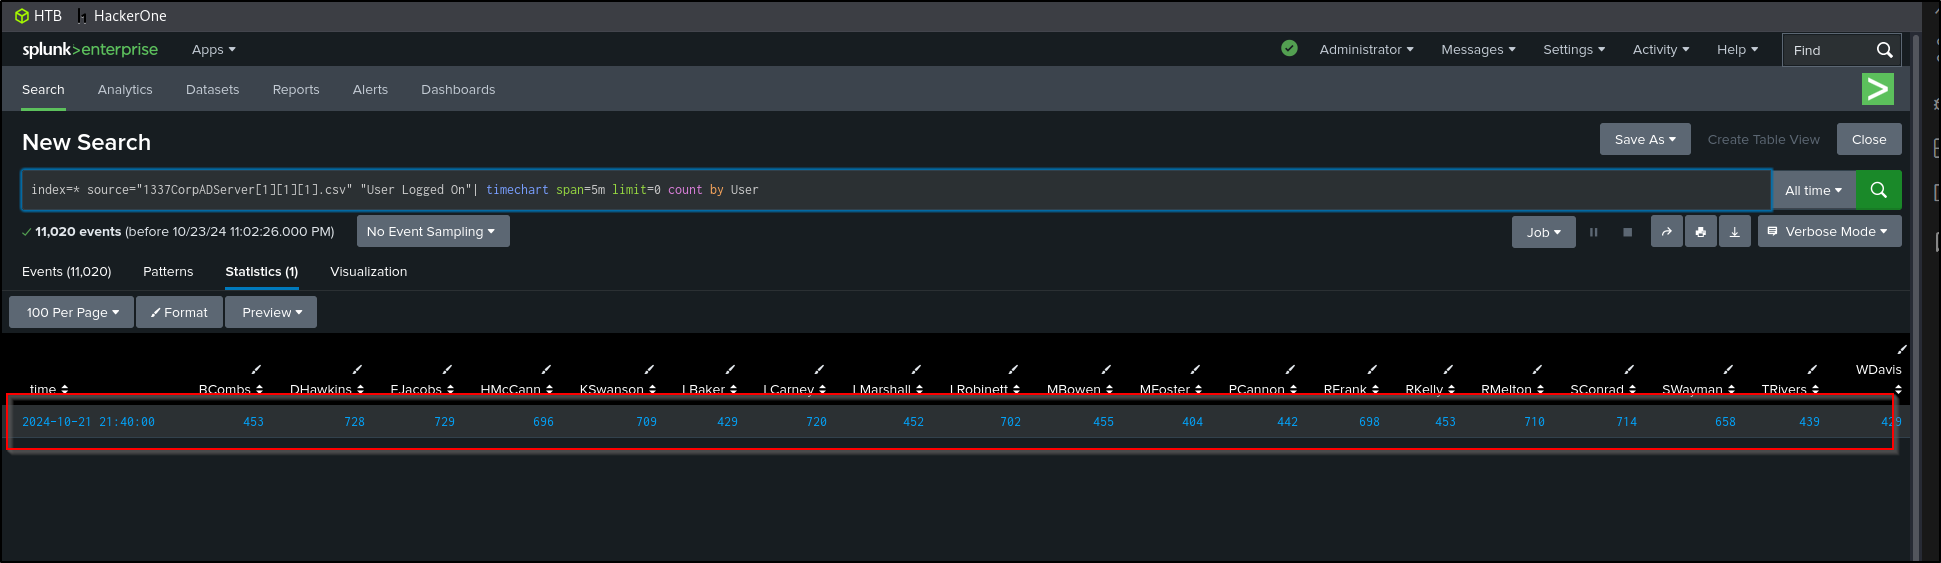 HTB HackerOne
splunk>enterprise Apps Administrator Messages Settings Activity Help Find
Search Analytics Datasets Reports Alerts Dashboards
New Search Save As Create Table View Close
index=* source="1337CorpADServer[1][1][1].csv" "User Logged On"| timechart span=5m limit=0 count by User All time
11,020 events (before 10/23/24 11:02:26.000 PM) No Event Sampling Job Verbose Mode
Events (11,020) Patterns Statistics (1) Visualization
100 Per Page Format Preview
_time BCombs DHawkins EJacobs HMcCann KSwanson LBaker LCarney LMarshall LRobinett MBowen MFoster PCannon RFrank RKelly RMelton SConrad SWayman TRivers WDavis
2024-10-21 21:40:00 453 728 729 696 709 429 720 452 702 455 404 442 698 453 710 714 658 439 429